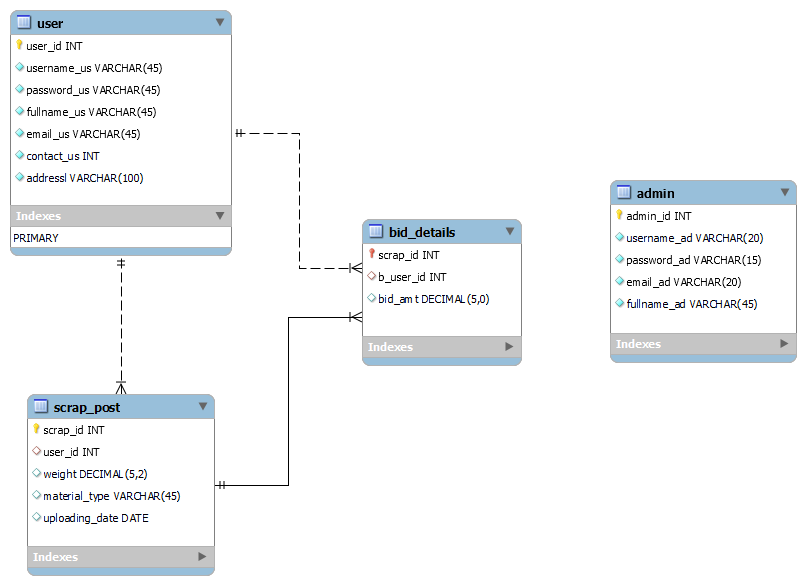 user
user_id INT
username_us VARCHAR(45)
password_us VARCHAR(45)
fullname_us VARCHAR(45)
email_us VARCHAR(45)
contact_us INT
addressl VARCHAR(100)
Indexes
PRIMARY
bid_details
scrap_id INT
b_user_id INT
bid_amt DECIMAL(5,0)
Indexes
admin
admin_id INT
username_ad VARCHAR(20)
password_ad VARCHAR(15)
email_ad VARCHAR(20)
fullname_ad VARCHAR(45)
Indexes
scrap_post
scrap_id INT
user_id INT
weight DECIMAL(5,2)
material_type VARCHAR(45)
uploading_date DATE
Indexes